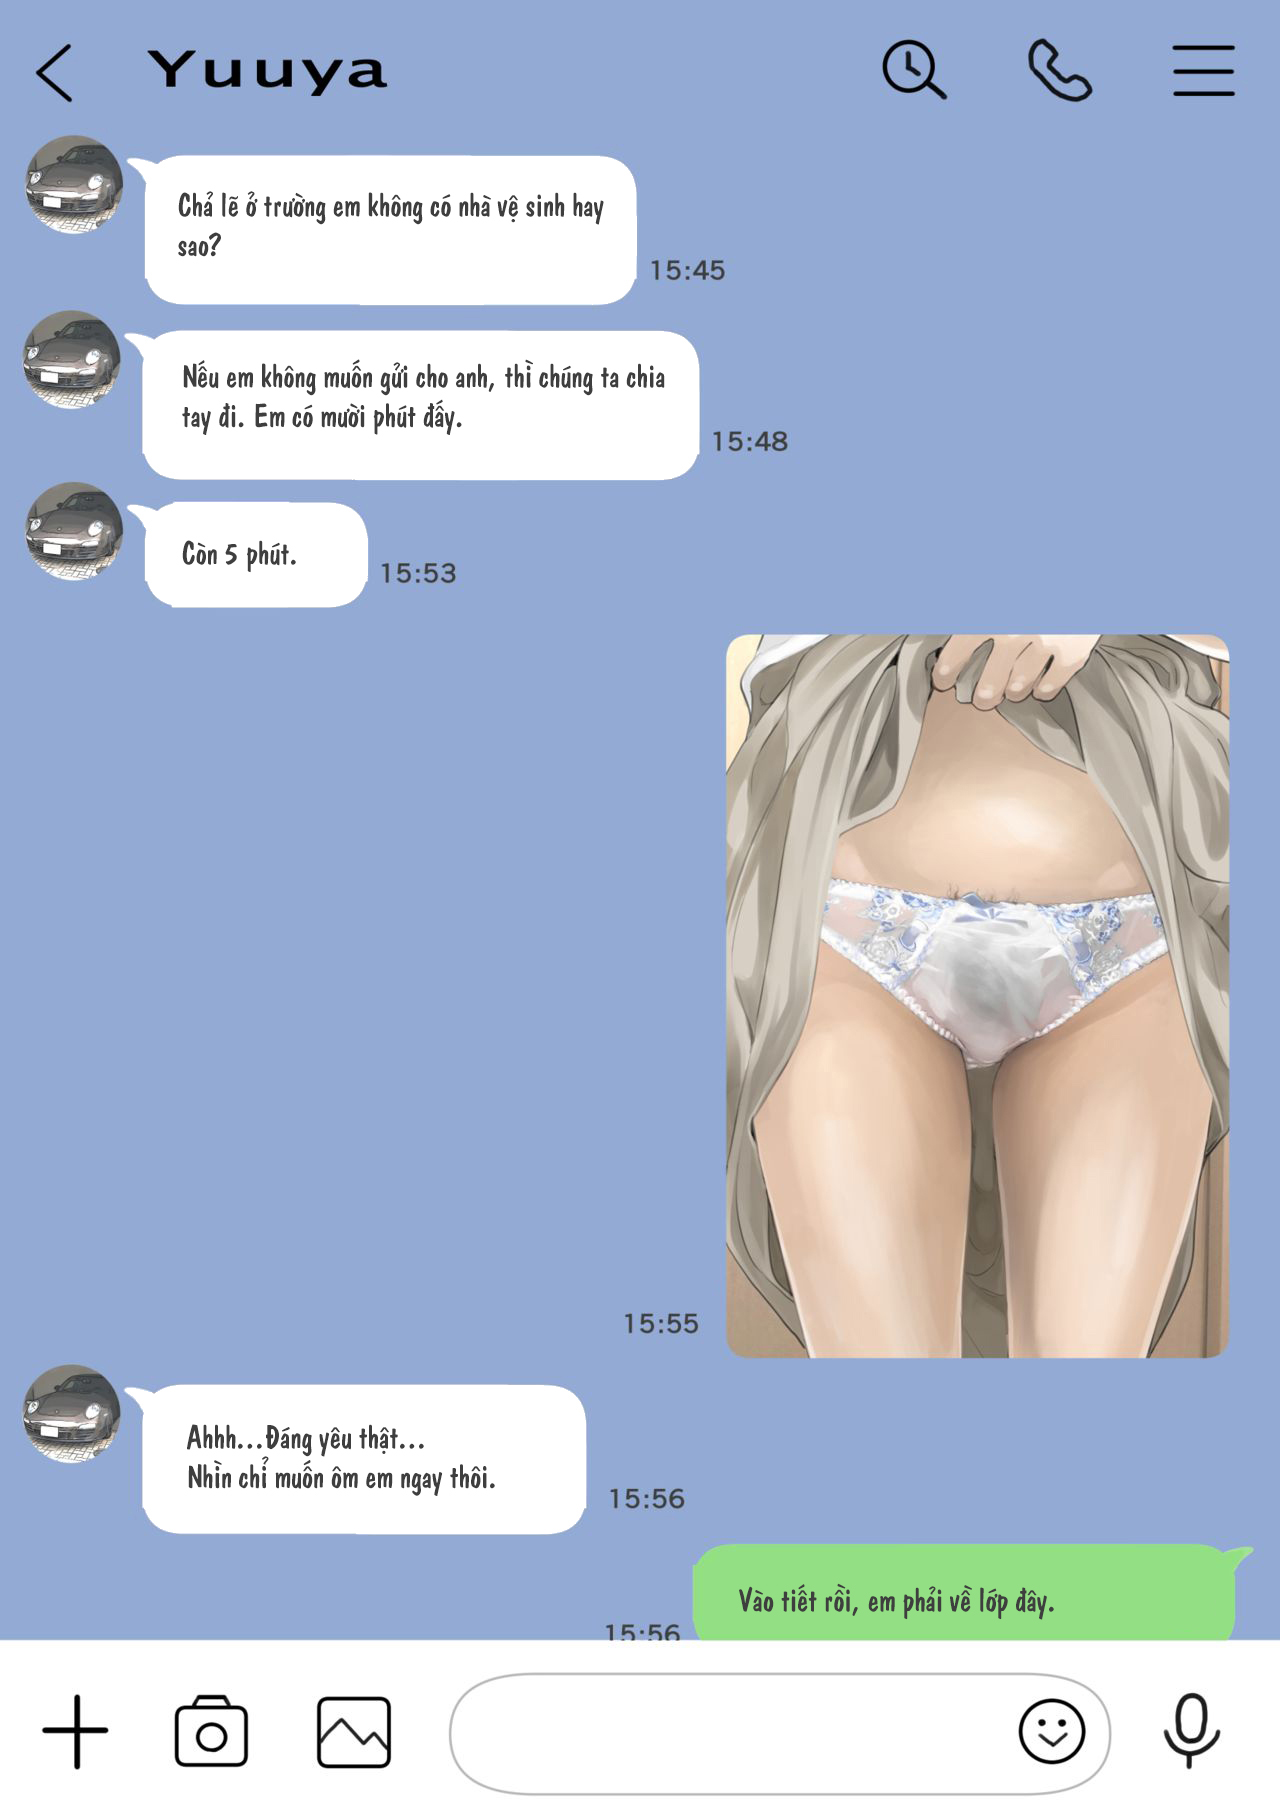 Yuuya
Chả lẽ ở trường em không có nhà vệ sinh hay
sao?
15:45
Nếu em không muốn gửi cho anh, thì chúng ta chia
tay đi. Em có mười phút đấy.
15:48
Còn 5 phút.
15:53
15:55
Ahhh...Đáng yêu thật...
Nhìn chỉ muốn ôm em ngay thôi.
15:56
Vào tiết rồi, em phải về lớp đây.
15:56